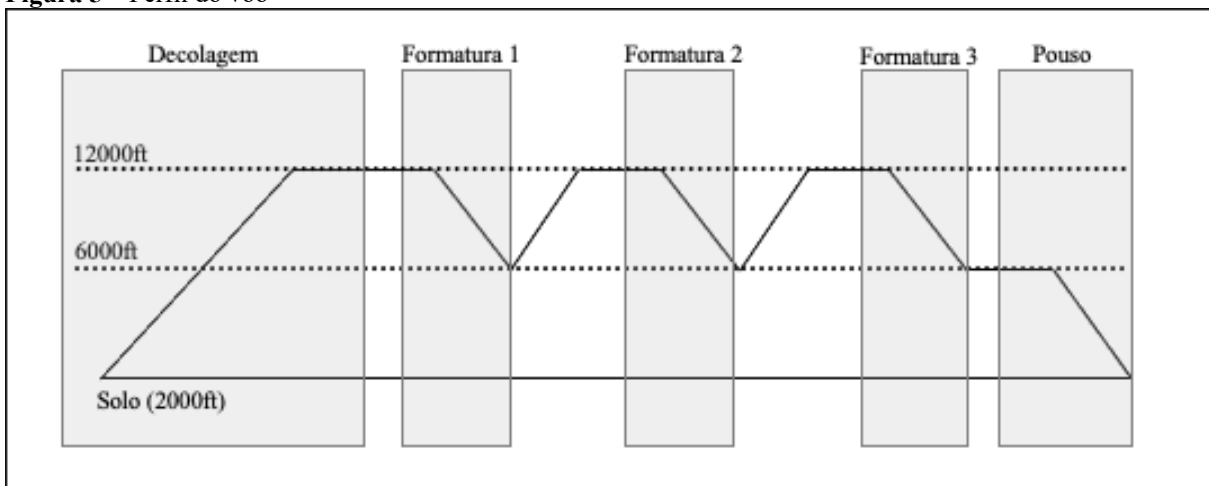 Figura 3 – Perfil do voo
Decolagem
Formatura 1
Formatura 2
Formatura 3
Pouso
12000ft
6000ft
Solo (2000ft)